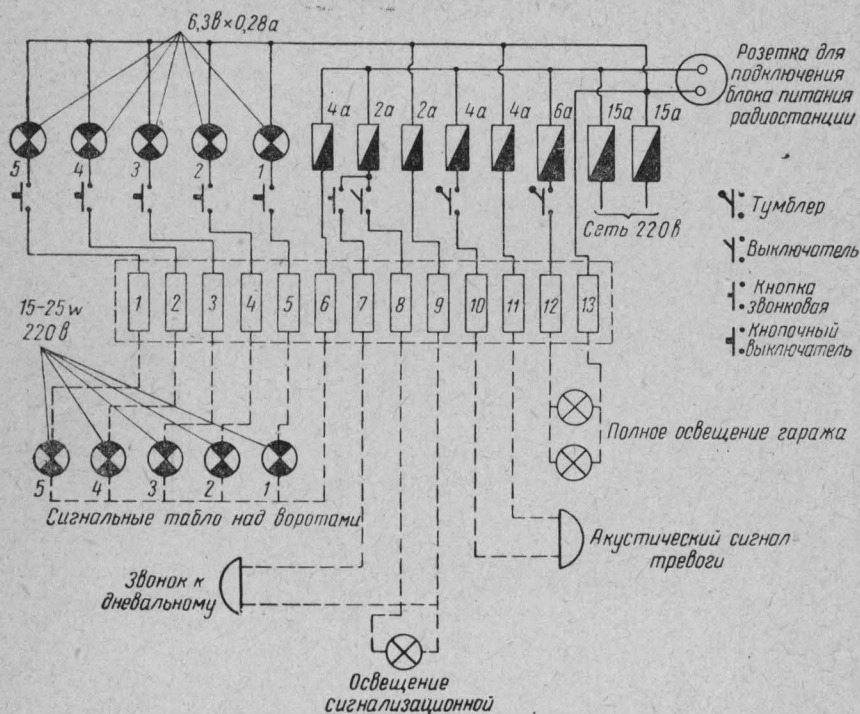 6,3в×0,28а
Розетка для
подключения
блока питания
радиостанции
4а 2а 2а 4а 4а 6а 15а 15а
5 4 3 2 1
Сеть 220в
Тумблер
Выключатель
Кнопка
звонковая
Кнопочный
выключатель
1 2 3 4 5 6 7 8 9 10 11 12 13
15-25w
220в
5 4 3 2 1
Сигнальные табло над воротами
Полное освещение гаража
Акустический сигнал
тревоги
Звонок к
дневальному
Освещение
сигнализационной